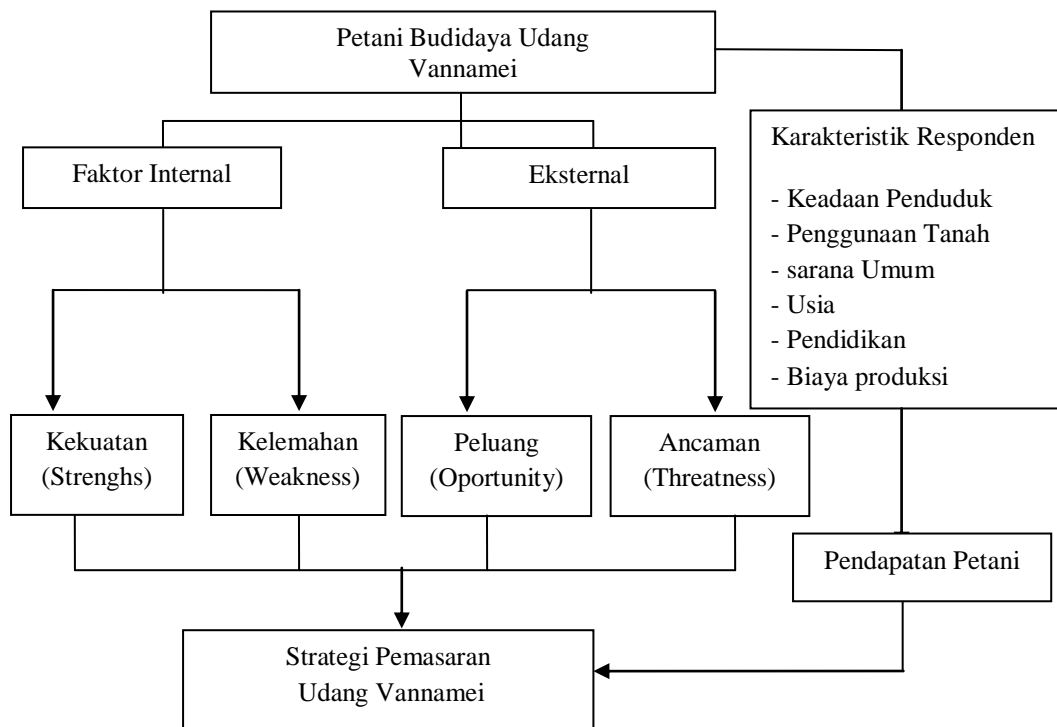 Petani Budidaya Udang
Vannamei
Karakteristik Responden
- Keadaan Penduduk
- Penggunaan Tanah
- sarana Umum
- Usia
- Pendidikan
- Biaya produksi
Faktor Internal
Eksternal
Kekuatan
(Strenghs)
Kelemahan
(Weakness)
Peluang
(Oportunity)
Ancaman
(Threatness)
Pendapatan Petani
Strategi Pemasaran
Udang Vannamei